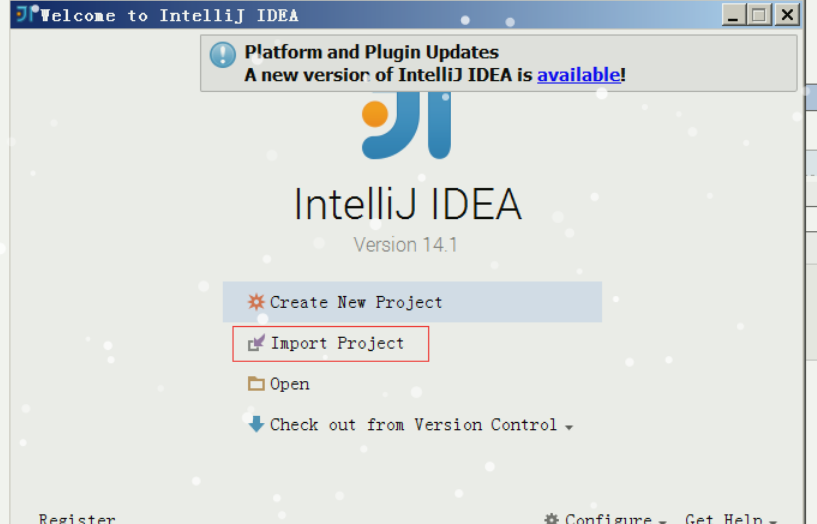 Welcome to IntelliJ IDEA
Platform and Plugin Updates
A new version of IntelliJ IDEA is available!
IntelliJ IDEA
Version 14.1
Create New Project
Import Project
Open
Check out from Version Control
Register
Configure
Get Help